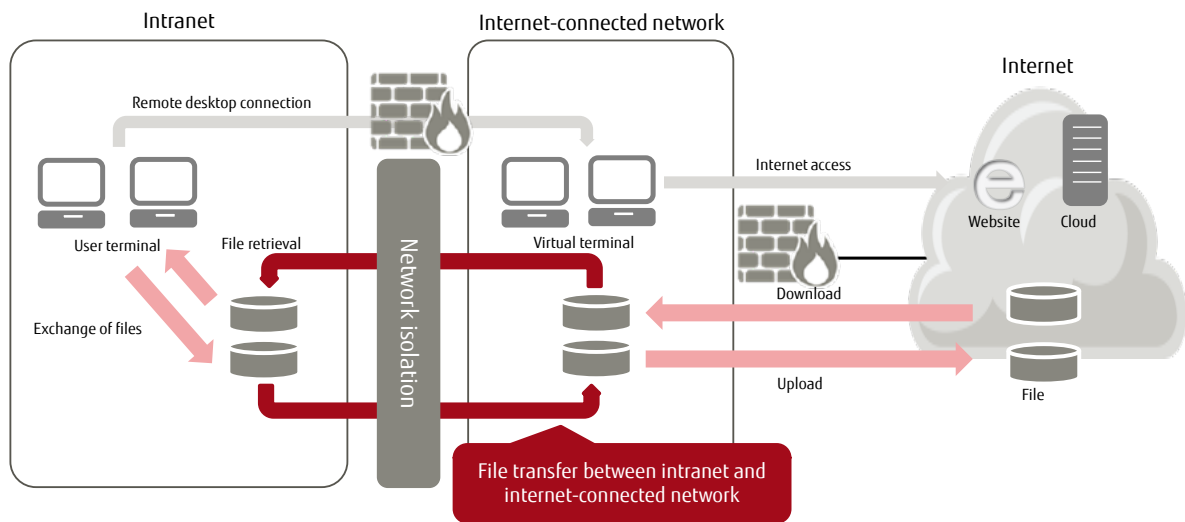 Intranet
Internet-connected network
Internet
Remote desktop connection
Internet access
e
Website
Cloud
User terminal
File retrieval
Virtual terminal
Network isolation
Download
Exchange of files
Upload
File
File transfer between intranet and
internet-connected network